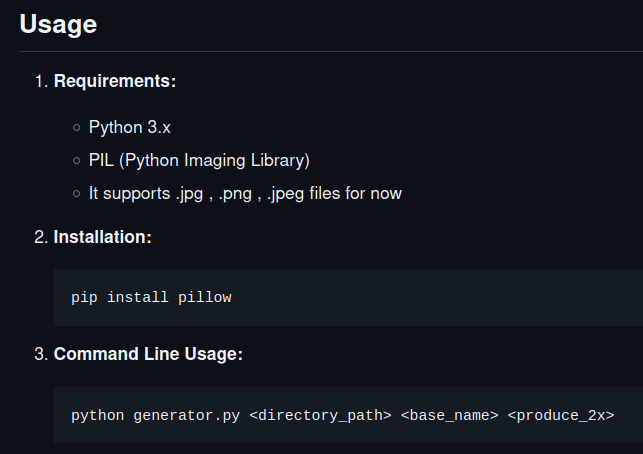 Usage
1. Requirements:
○ Python 3.x
○ PIL (Python Imaging Library)
○ It supports .jpg , .png , .jpeg files for now
2. Installation:
pip install pillow
3. Command Line Usage:
python generator.py <directory_path> <base_name> <produce_2x>